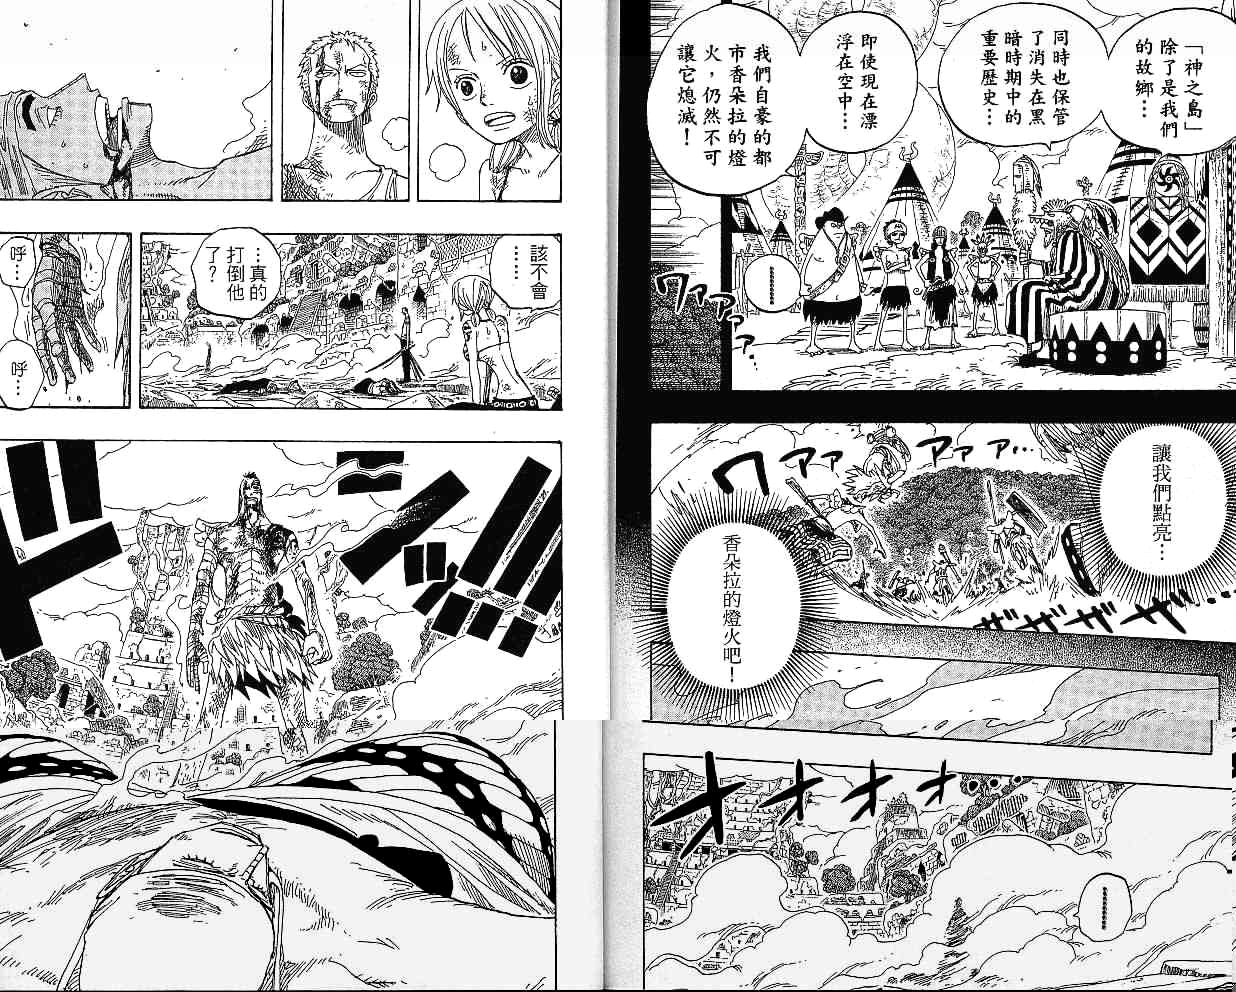 「神之島」
除了是我們
的故鄉…
同時也保管
了消失在黑
暗時期中的
重要歷史…
即使現在漂
浮在空中…
我們自豪的都
市香朵拉的燈
火，仍然不可
讓它熄滅！
…………
ワアアア…
ワアアアアア…
讓我們點亮…
香朵拉的燈火吧！
ザザザザ……
オオオオ
…………
該不會
……
…真的
打倒他
了？
呼…
呼…
ドドン